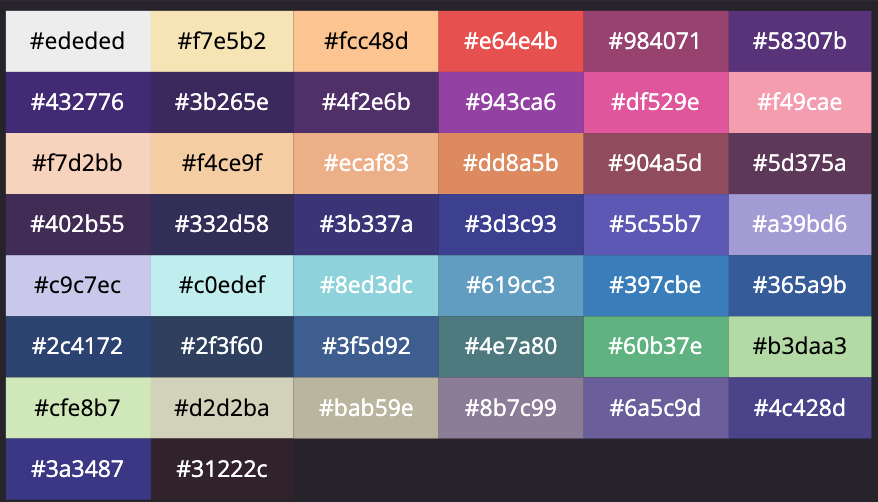 #ededed #f7e5b2 #fcc48d #e64e4b #984071 #58307b
#432776 #3b265e #4f2e6b #943ca6 #df529e #f49cae
#f7d2bb #f4ce9f #ecaf83 #dd8a5b #904a5d #5d375a
#402b55 #332d58 #3b337a #3d3c93 #5c55b7 #a39bd6
#c9c7ec #c0edef #8ed3dc #619cc3 #397cbe #365a9b
#2c4172 #2f3f60 #3f5d92 #4e7a80 #60b37e #b3daa3
#cfe8b7 #d2d2ba #bab59e #8b7c99 #6a5c9d #4c428d
#3a3487 #31222c